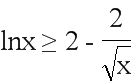 lnx ≥ 2 - 2/√x